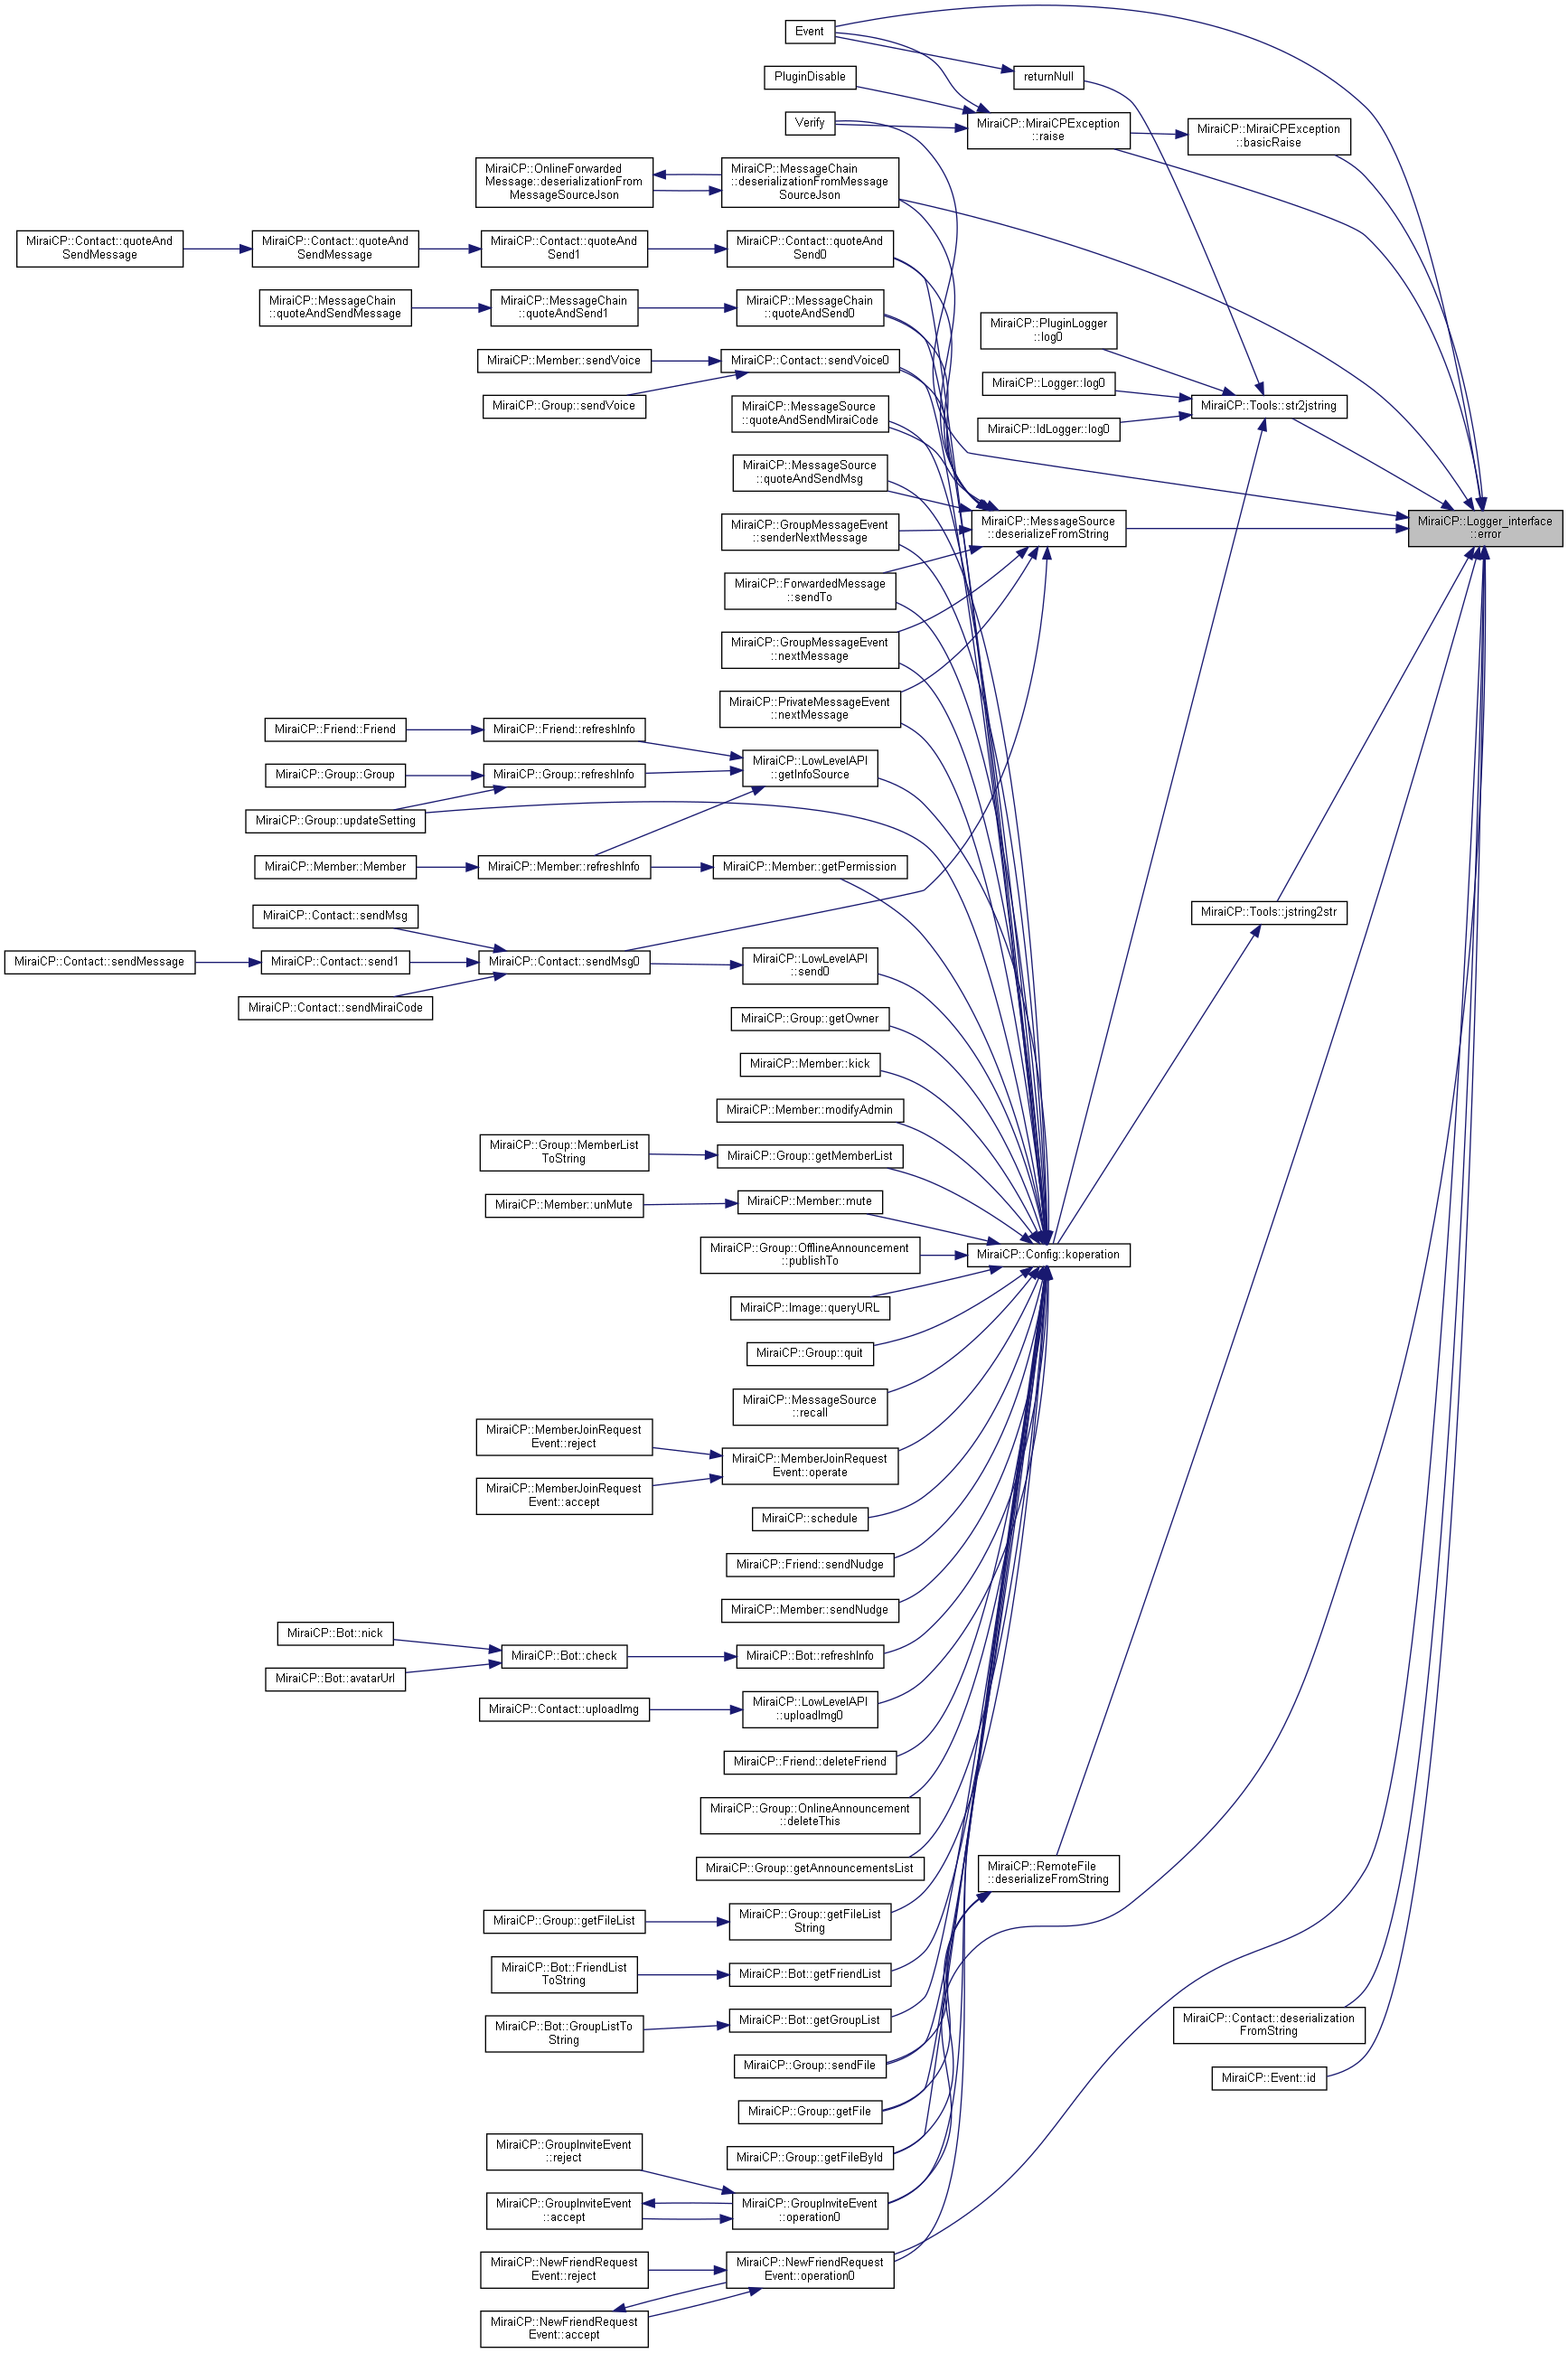 Event
PluginDisable
returnNull
Verify
MiraiCP::MiraiCPException
::raise
MiraiCP::MiraiCPException
::basicRaise
MiraiCP::OnlineForwarded
Message::deserializationFrom
MessageSourceJson
MiraiCP::MessageChain
::deserializationFromMessage
SourceJson
MiraiCP::Contact::quoteAnd
SendMessage
MiraiCP::Contact::quoteAnd
SendMessage
MiraiCP::Contact::quoteAnd
Send1
MiraiCP::Contact::quoteAnd
Send0
MiraiCP::MessageChain
::quoteAndSendMessage
MiraiCP::MessageChain
::quoteAndSend1
MiraiCP::MessageChain
::quoteAndSend0
MiraiCP::PluginLogger
::log0
MiraiCP::Member::sendVoice
MiraiCP::Contact::sendVoice0
MiraiCP::Logger::log0
MiraiCP::Group::sendVoice
MiraiCP::Tools::str2jstring
MiraiCP::MessageSource
::quoteAndSendMiraiCode
MiraiCP::IdLogger::log0
MiraiCP::MessageSource
::quoteAndSendMsg
MiraiCP::GroupMessageEvent
::senderNextMessage
MiraiCP::MessageSource
::deserializeFromString
MiraiCP::Logger_interface
::error
MiraiCP::ForwardedMessage
::sendTo
MiraiCP::GroupMessageEvent
::nextMessage
MiraiCP::PrivateMessageEvent
::nextMessage
MiraiCP::Friend::Friend
MiraiCP::Friend::refreshInfo
MiraiCP::LowLevelAPI
::getInfoSource
MiraiCP::Group::Group
MiraiCP::Group::refreshInfo
MiraiCP::Group::updateSetting
MiraiCP::Member::Member
MiraiCP::Member::refreshInfo
MiraiCP::Member::getPermission
MiraiCP::Contact::sendMsg
MiraiCP::Tools::jstring2str
MiraiCP::Contact::sendMessage
MiraiCP::Contact::send1
MiraiCP::Contact::sendMsg0
MiraiCP::LowLevelAPI
::send0
MiraiCP::Contact::sendMiraiCode
MiraiCP::Group::getOwner
MiraiCP::Member::kick
MiraiCP::Member::modifyAdmin
MiraiCP::Group::MemberList
ToString
MiraiCP::Group::getMemberList
MiraiCP::Member::unMute
MiraiCP::Member::mute
MiraiCP::Group::OfflineAnnouncement
::publishTo
MiraiCP::Config::koperation
MiraiCP::Image::queryURL
MiraiCP::Group::quit
MiraiCP::MessageSource
::recall
MiraiCP::MemberJoinRequest
Event::reject
MiraiCP::MemberJoinRequest
Event::operate
MiraiCP::MemberJoinRequest
Event::accept
MiraiCP::schedule
MiraiCP::Friend::sendNudge
MiraiCP::Member::sendNudge
MiraiCP::Bot::nick
MiraiCP::Bot::check
MiraiCP::Bot::refreshInfo
MiraiCP::Bot::avatarUrl
MiraiCP::Contact::uploadImg
MiraiCP::LowLevelAPI
::uploadImg0
MiraiCP::Friend::deleteFriend
MiraiCP::Group::OnlineAnnouncement
::deleteThis
MiraiCP::Group::getAnnouncementsList
MiraiCP::RemoteFile
::deserializeFromString
MiraiCP::Group::getFileList
MiraiCP::Group::getFileList
String
MiraiCP::Bot::FriendList
ToString
MiraiCP::Bot::getFriendList
MiraiCP::Bot::GroupListTo
String
MiraiCP::Bot::getGroupList
MiraiCP::Contact::deserialization
FromString
MiraiCP::Group::sendFile
MiraiCP::Event::id
MiraiCP::Group::getFile
MiraiCP::GroupInviteEvent
::reject
MiraiCP::Group::getFileById
MiraiCP::GroupInviteEvent
::accept
MiraiCP::GroupInviteEvent
::operation0
MiraiCP::NewFriendRequest
Event::reject
MiraiCP::NewFriendRequest
Event::operation0
MiraiCP::NewFriendRequest
Event::accept